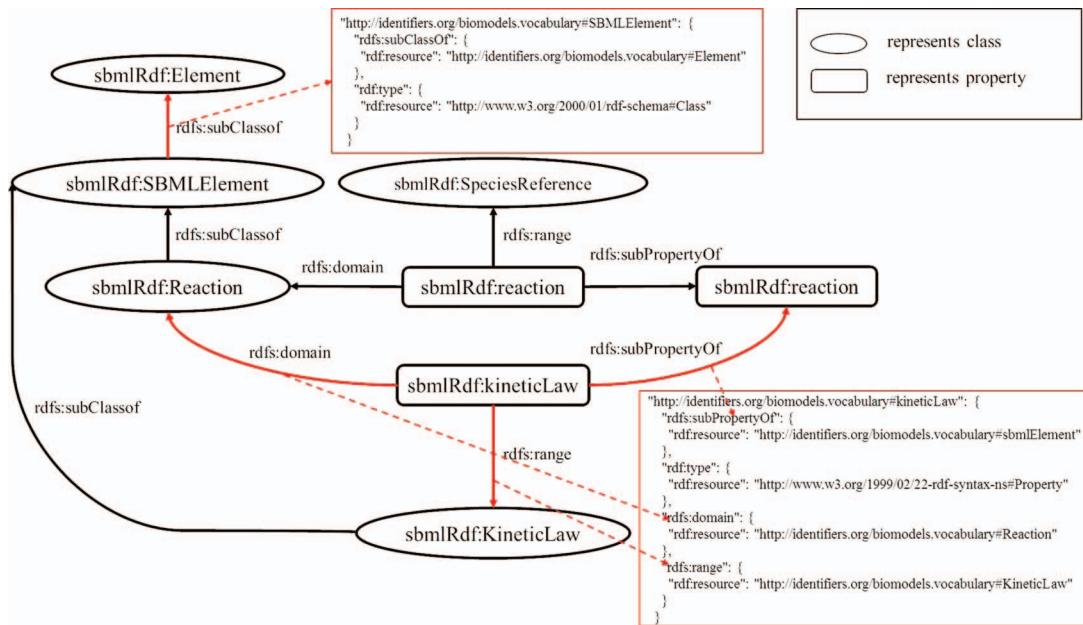 "http://identifiers.org/biomodels.vocabulary#SBMLElement": {
"rdfs:subClassOf": {
"rdf:resource": "http://identifiers.org/biomodels.vocabulary#Element"
},
"rdf:type": {
"rdf:resource": "http://www.w3.org/2000/01/rdf-schema#Class"
}
}
represents class
represents property
sbmlRdf:Element
rdfs:subClassof
sbmlRdf:SBMLElement
sbmlRdf:SpeciesReference
rdfs:subClassof
rdfs:range
rdfs:domain
rdfs:subPropertyOf
sbmlRdf:Reaction
sbmlRdf:reaction
sbmlRdf:reaction
rdfs:domain
rdfs:subPropertyOf
sbmlRdf:kineticLaw
rdfs:subClassof
rdfs:range
sbmlRdf:KineticLaw
"http://identifiers.org/biomodels.vocabulary#kineticLaw": {
"rdfs:subPropertyOf": {
"rdf:resource": "http://identifiers.org/biomodels.vocabulary#sbmlElement"
},
"rdf:type": {
"rdf:resource": "http://www.w3.org/1999/02/22-rdf-syntax-ns#Property"
},
"rdfs:domain": {
"rdf:resource": "http://identifiers.org/biomodels.vocabulary#Reaction"
},
"rdfs:range": {
"rdf:resource": "http://identifiers.org/biomodels.vocabulary#KineticLaw"
}
}